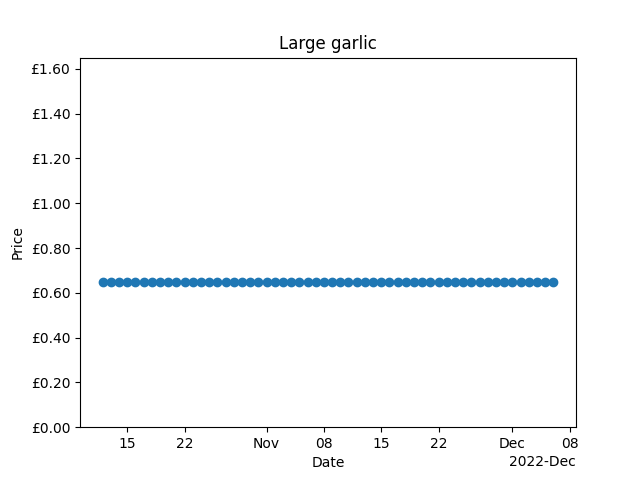 Large garlic
£1.60
£1.40
£1.20
£1.00
£0.80
£0.60
£0.40
£0.20
£0.00
Price
15 22 Nov 08 15 22 Dec 08
Date
2022-Dec